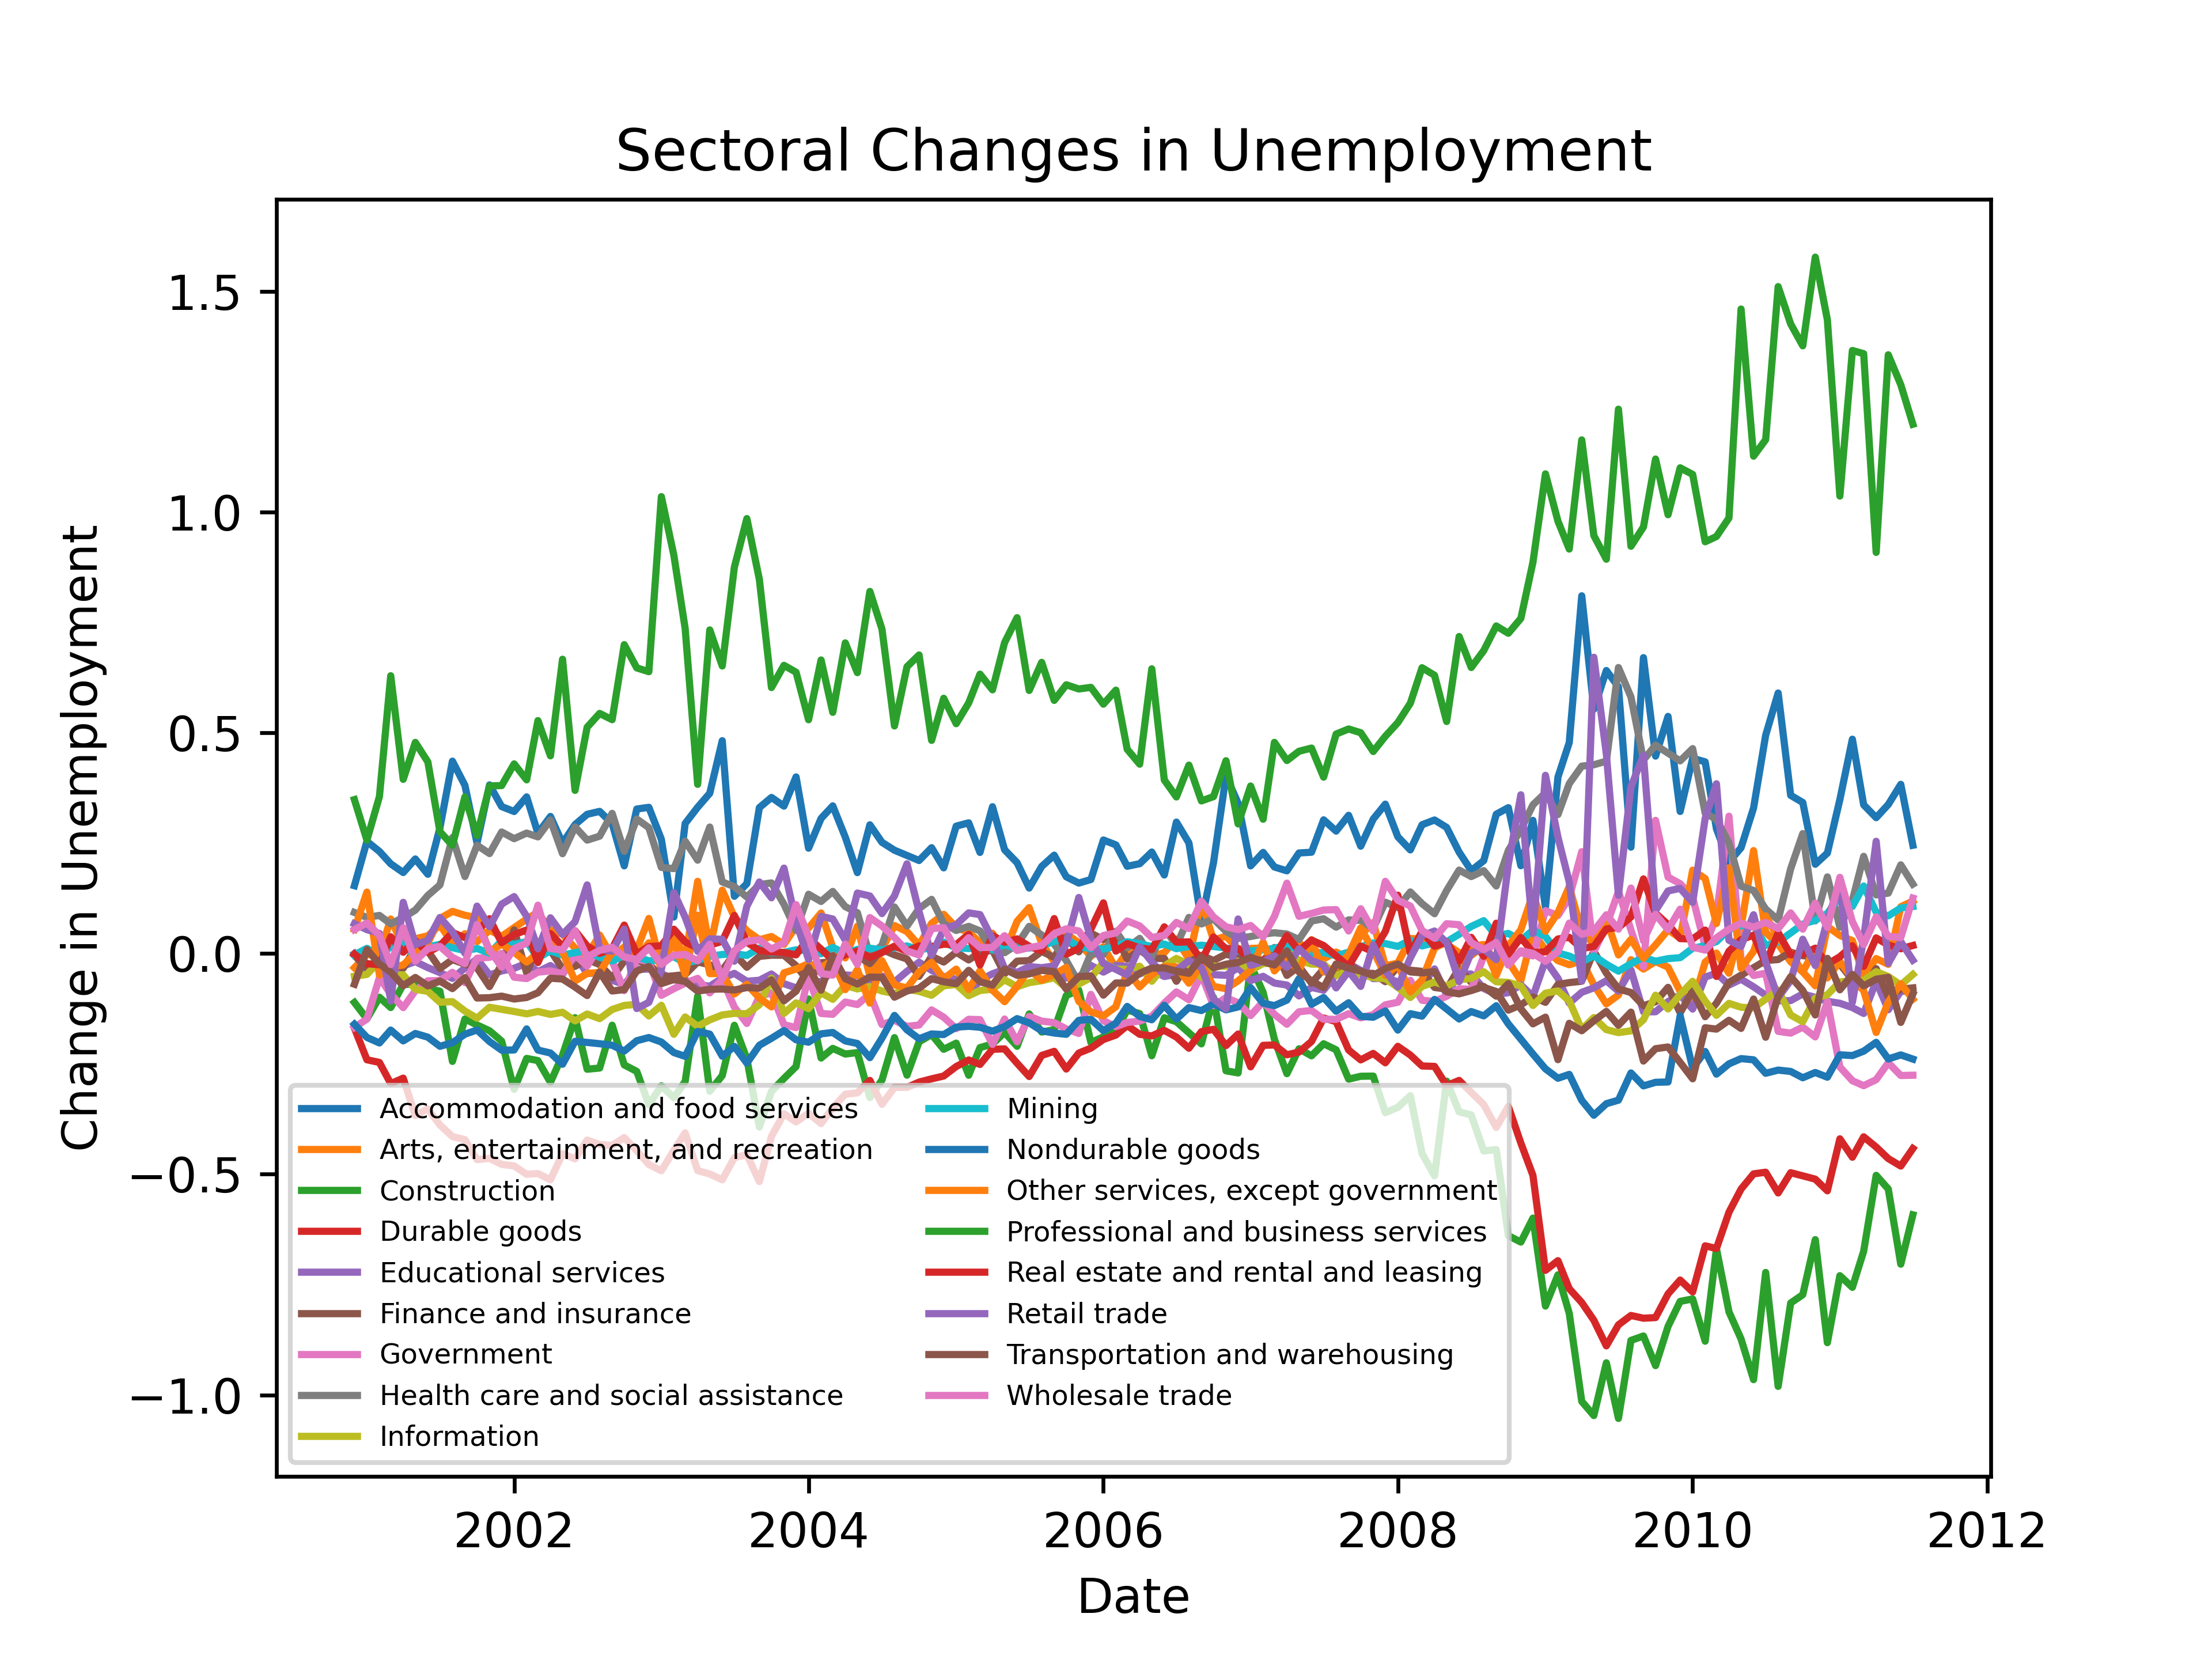 Sectoral Changes in Unemployment
Change in Unemployment
1.5
1.0
0.5
0.0
−0.5
−1.0
Accommodation and food services
Arts, entertainment, and recreation
Construction
Durable goods
Educational services
Finance and insurance
Government
Health care and social assistance
Information
Mining
Nondurable goods
Other services, except government
Professional and business services
Real estate and rental and leasing
Retail trade
Transportation and warehousing
Wholesale trade
2002 2004 2006 2008 2010 2012
Date